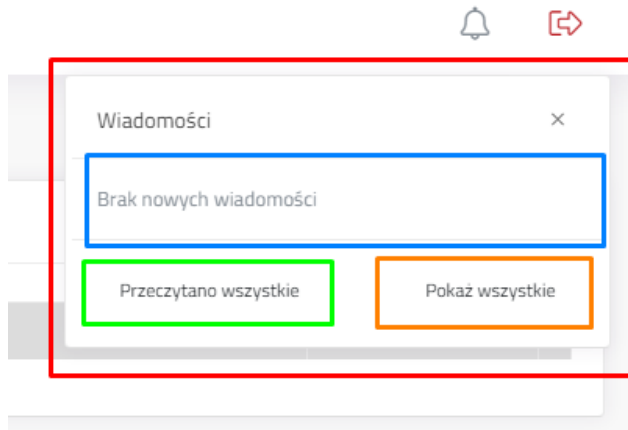 Wiadomości
Brak nowych wiadomości
Przeczytano wszystkie
Pokaż wszystkie